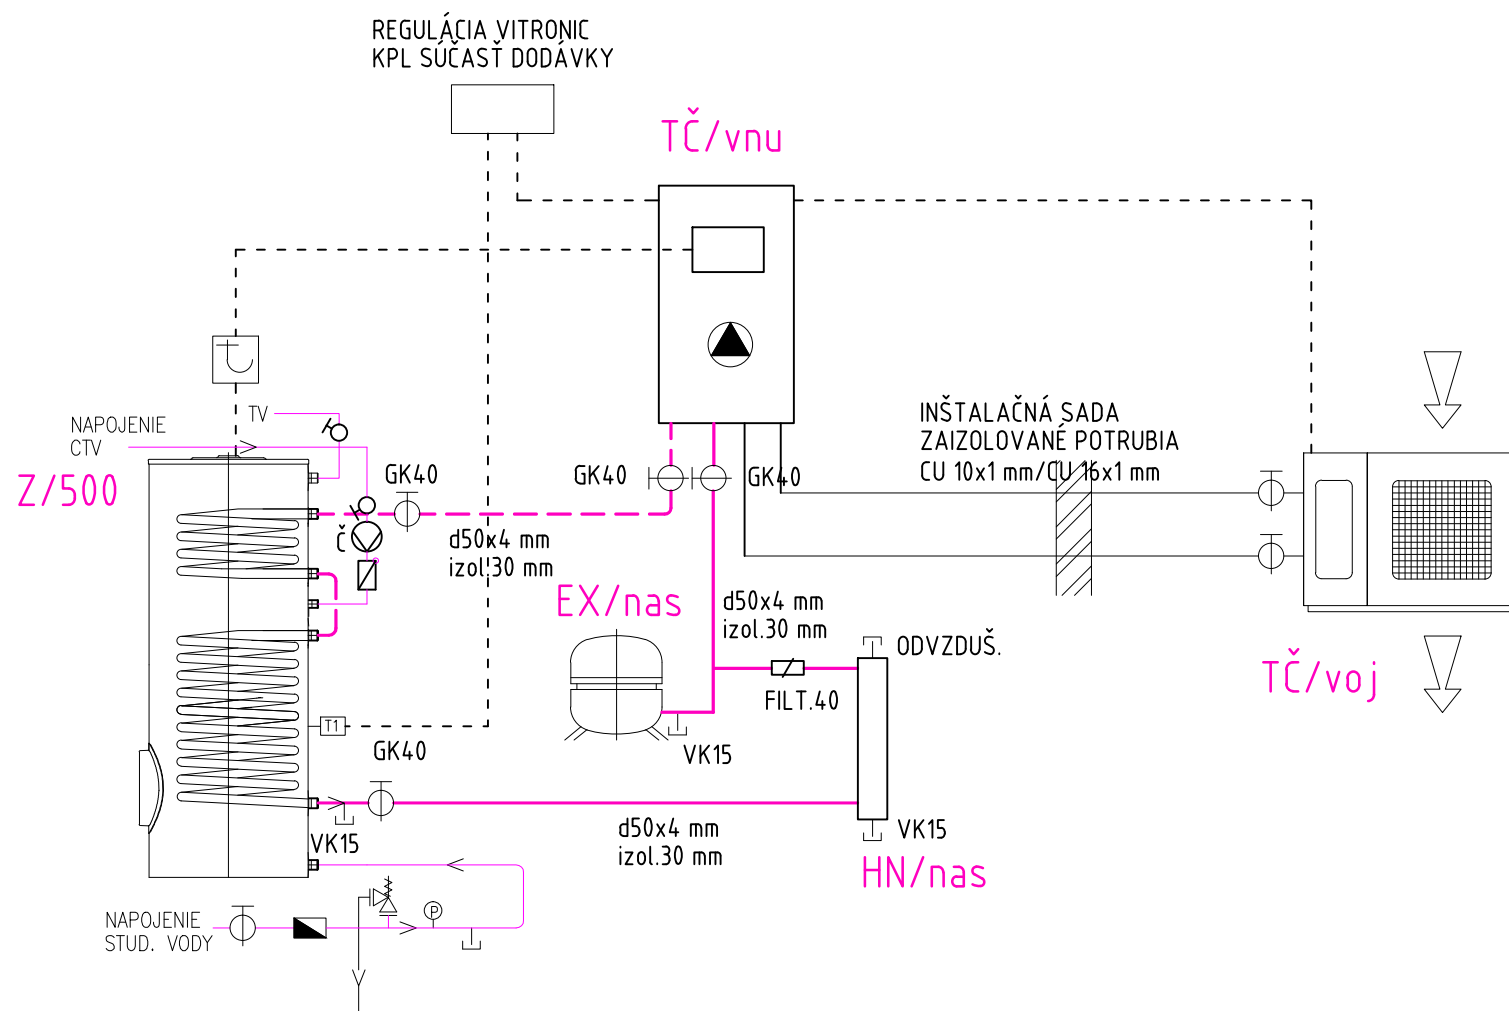 REGULÁCIA VITRONIC
KPL SÚČASŤ DODÁVKY
TČ/vnu
TV
NAPOJENIE
CTV
Z/500
GK40
GK40
GK40
INŠTALAČNÁ SADA
ZAIZOLOVANÉ POTRUBIA
CU 10x1 mm/CU 16x1 mm
Č
d50x4 mm
izol.30 mm
EX/nas
d50x4 mm
izol.30 mm
ODVZDUŠ.
TČ/voj
FILT.40
T1
GK40
VK15
VK15
d50x4 mm
izol.30 mm
VK15
HN/nas
P
NAPOJENIE
STUD. VODY